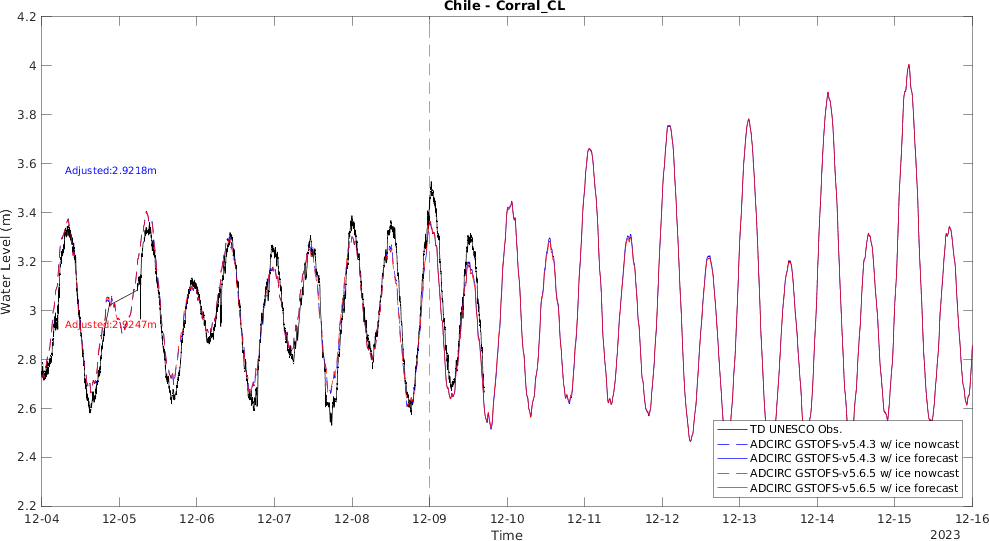 Chile - Corral_CL
4.2
4
3.8
3.6
3.4
3.2
3
2.8
2.6
2.4
2.2
Water Level (m)
Adjusted:2.9218m
Adjusted:2.9247m
TD UNESCO Obs.
ADCIRC GSTOFS-v5.4.3 w/ ice nowcast
ADCIRC GSTOFS-v5.4.3 w/ ice forecast
ADCIRC GSTOFS-v5.6.5 w/ ice nowcast
ADCIRC GSTOFS-v5.6.5 w/ ice forecast
12-04 12-05 12-06 12-07 12-08 12-09 12-10 12-11 12-12 12-13 12-14 12-15 12-16
Time
2023